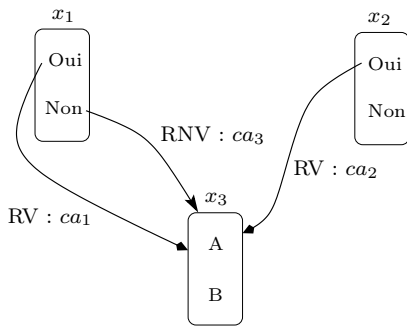 x₁
x₂
Oui
Oui
Non
Non
RNV : ca₃
RV : ca₂
x₃
RV : ca₁
A
B